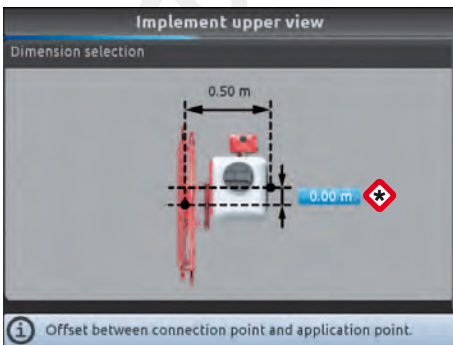 Implement upper view
Dimension selection
0.50 m
0.00 m
Offset between connection point and application point.